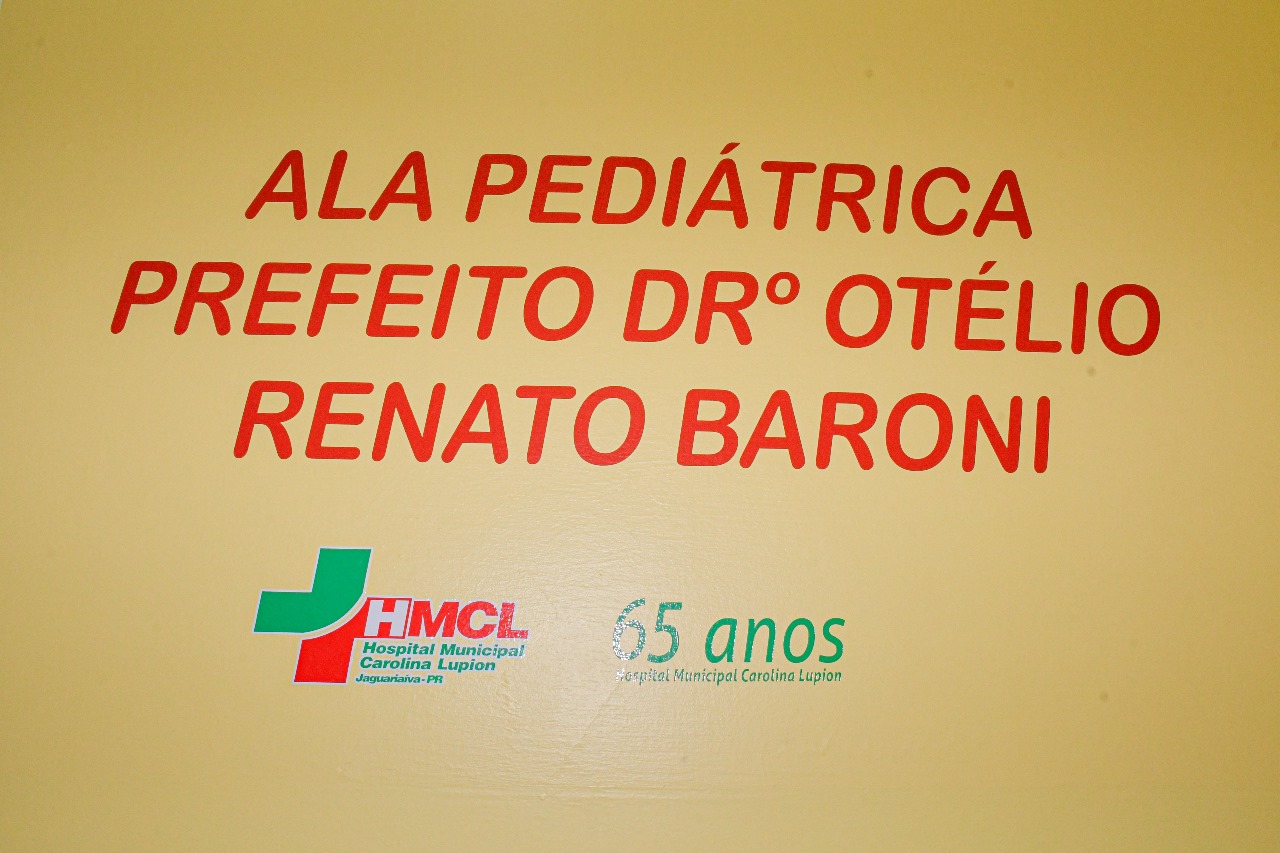 ALA PEDIÁTRICA
PREFEITO DRº OTÉLIO
RENATO BARONI
HMCL
Hospital Municipal
Carolina Lupion
Jaguariaíva-PR
65 anos
Hospital Municipal Carolina Lupion